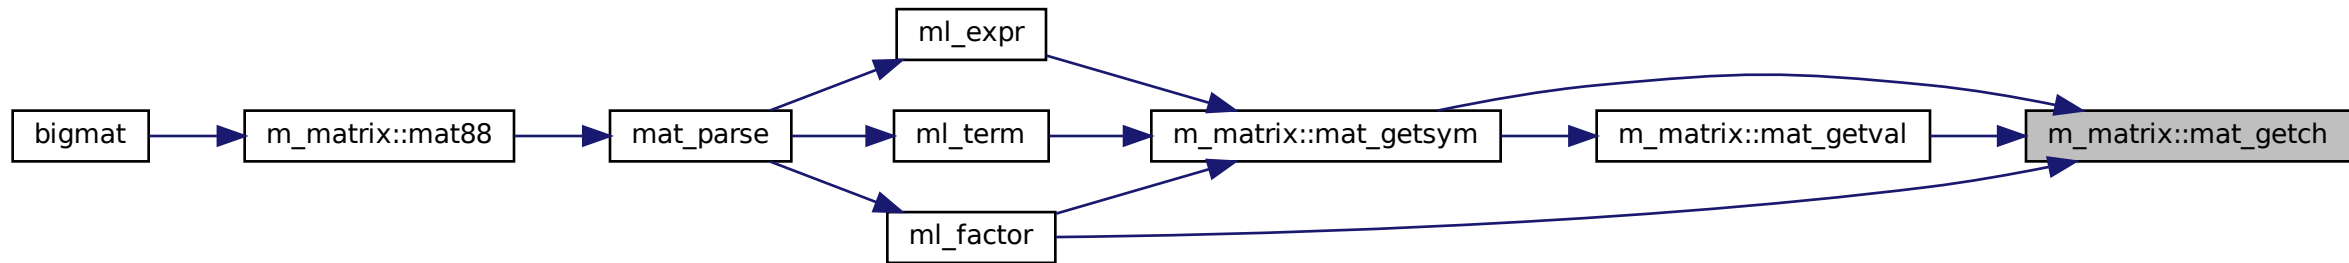 ml_expr
bigmat
m_matrix::mat88
mat_parse
ml_term
m_matrix::mat_getsym
m_matrix::mat_getval
m_matrix::mat_getch
ml_factor